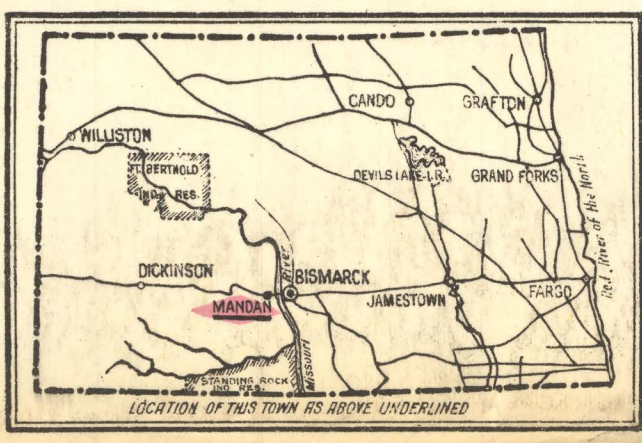 CANDO
GRAFTON
WILLISTON
FT. BERTHOLD
IND. RES.
DEVILS LAKE I.R.
GRAND FORKS
Red River of the North
DICKINSON
River
BISMARCK
MANDAN
JAMESTOWN
FARGO
Missouri
STANDING ROCK
IND. RES.
LOCATION OF THIS TOWN AS ABOVE UNDERLINED